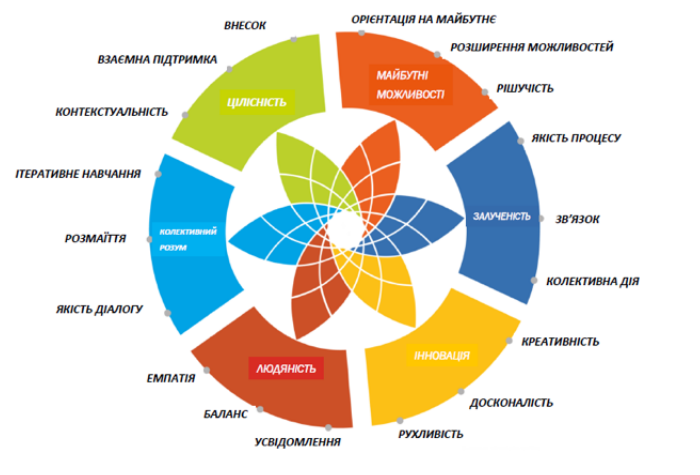 ВНЕСОК
ОРІЄНТАЦІЯ НА МАЙБУТНЄ
РОЗШИРЕННЯ МОЖЛИВОСТЕЙ
ВЗАЄМНА ПІДТРИМКА
МАЙБУТНІ
МОЖЛИВОСТІ
РІШУЧІСТЬ
ЦІЛІСНІСТЬ
КОНТЕКСТУАЛЬНІСТЬ
ЯКІСТЬ ПРОЦЕСУ
ІТЕРАТИВНЕ НАВЧАННЯ
ЗАЛУЧЕНІСТЬ
ЗВ’ЯЗОК
КОЛЕКТИВНИЙ
РОЗУМ
РОЗМАЇТТЯ
КОЛЕКТИВНА ДІЯ
ЯКІСТЬ ДІАЛОГУ
КРЕАТИВНІСТЬ
ІННОВАЦІЯ
ЛЮДЯНІСТЬ
ЕМПАТІЯ
ДОСКОНАЛІСТЬ
БАЛАНС
РУХЛИВІСТЬ
УСВІДОМЛЕННЯ